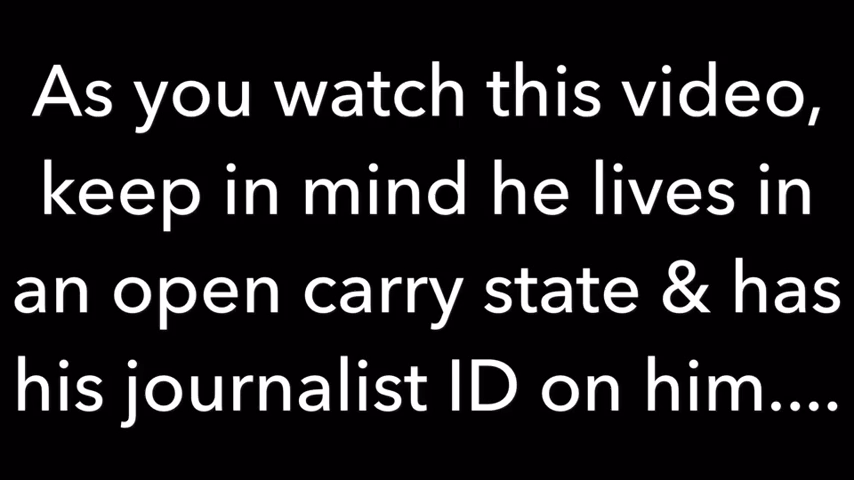 As you watch this video,
keep in mind he lives in
an open carry state & has
his journalist ID on him....